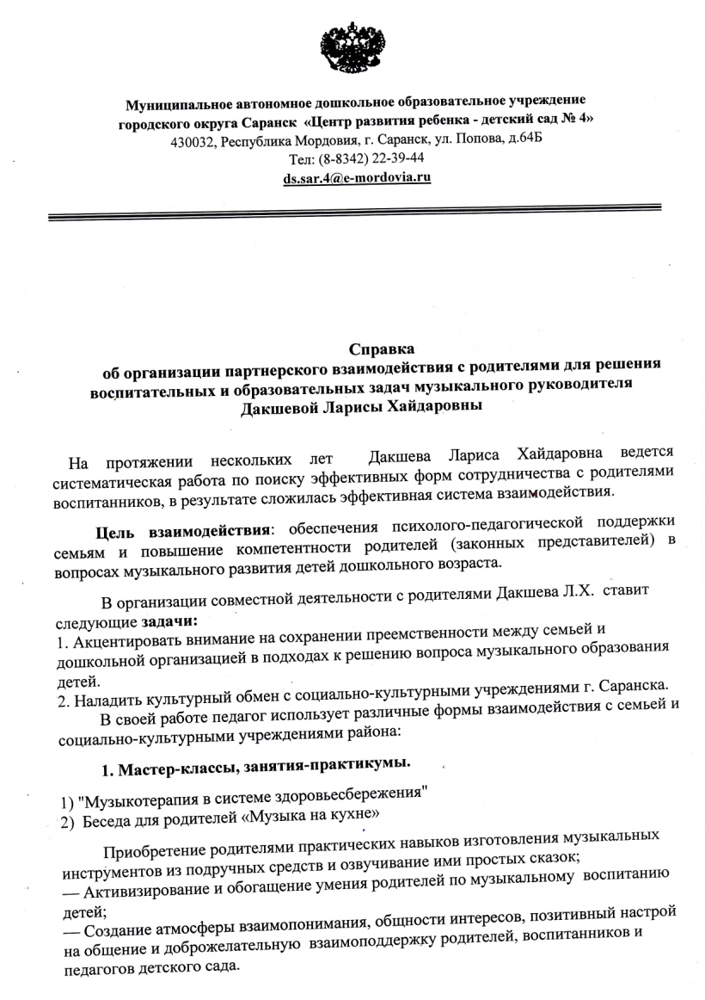 Муниципальное автономное дошкольное образовательное учреждение
городского округа Саранск «Центр развития ребенка - детский сад № 4»
430032, Республика Мордовия, г. Саранск, ул. Попова, д.64Б
Тел: (8-8342) 22-39-44
ds.sar.4@e-mordovia.ru
Справка
об организации партнерского взаимодействия с родителями для решения
воспитательных и образовательных задач музыкального руководителя
Дакшевой Ларисы Хайдаровны
На протяжении нескольких лет Дакшева Лариса Хайдаровна ведется
систематическая работа по поиску эффективных форм сотрудничества с родителями
воспитанников, в результате сложилась эффективная система взаимодействия.
Цель взаимодействия: обеспечения психолого-педагогической поддержки
семьям и повышение компетентности родителей (законных представителей) в
вопросах музыкального развития детей дошкольного возраста.
В организации совместной деятельности с родителями Дакшева Л.Х. ставит
следующие задачи:
1. Акцентировать внимание на сохранении преемственности между семьей и
дошкольной организацией в подходах к решению вопроса музыкального образования
детей.
2. Наладить культурный обмен с социально-культурными учреждениями г. Саранска.
В своей работе педагог использует различные формы взаимодействия с семьей и
социально-культурными учреждениями района:
1. Мастер-классы, занятия-практикумы.
1) "Музыкотерапия в системе здоровьесбережения"
2) Беседа для родителей «Музыка на кухне»
Приобретение родителями практических навыков изготовления музыкальных
инструментов из подручных средств и озвучивание ими простых сказок;
— Активизирование и обогащение умения родителей по музыкальному воспитанию
детей;
— Создание атмосферы взаимопонимания, общности интересов, позитивный настрой
на общение и доброжелательную взаимоподдержку родителей, воспитанников и
педагогов детского сада.